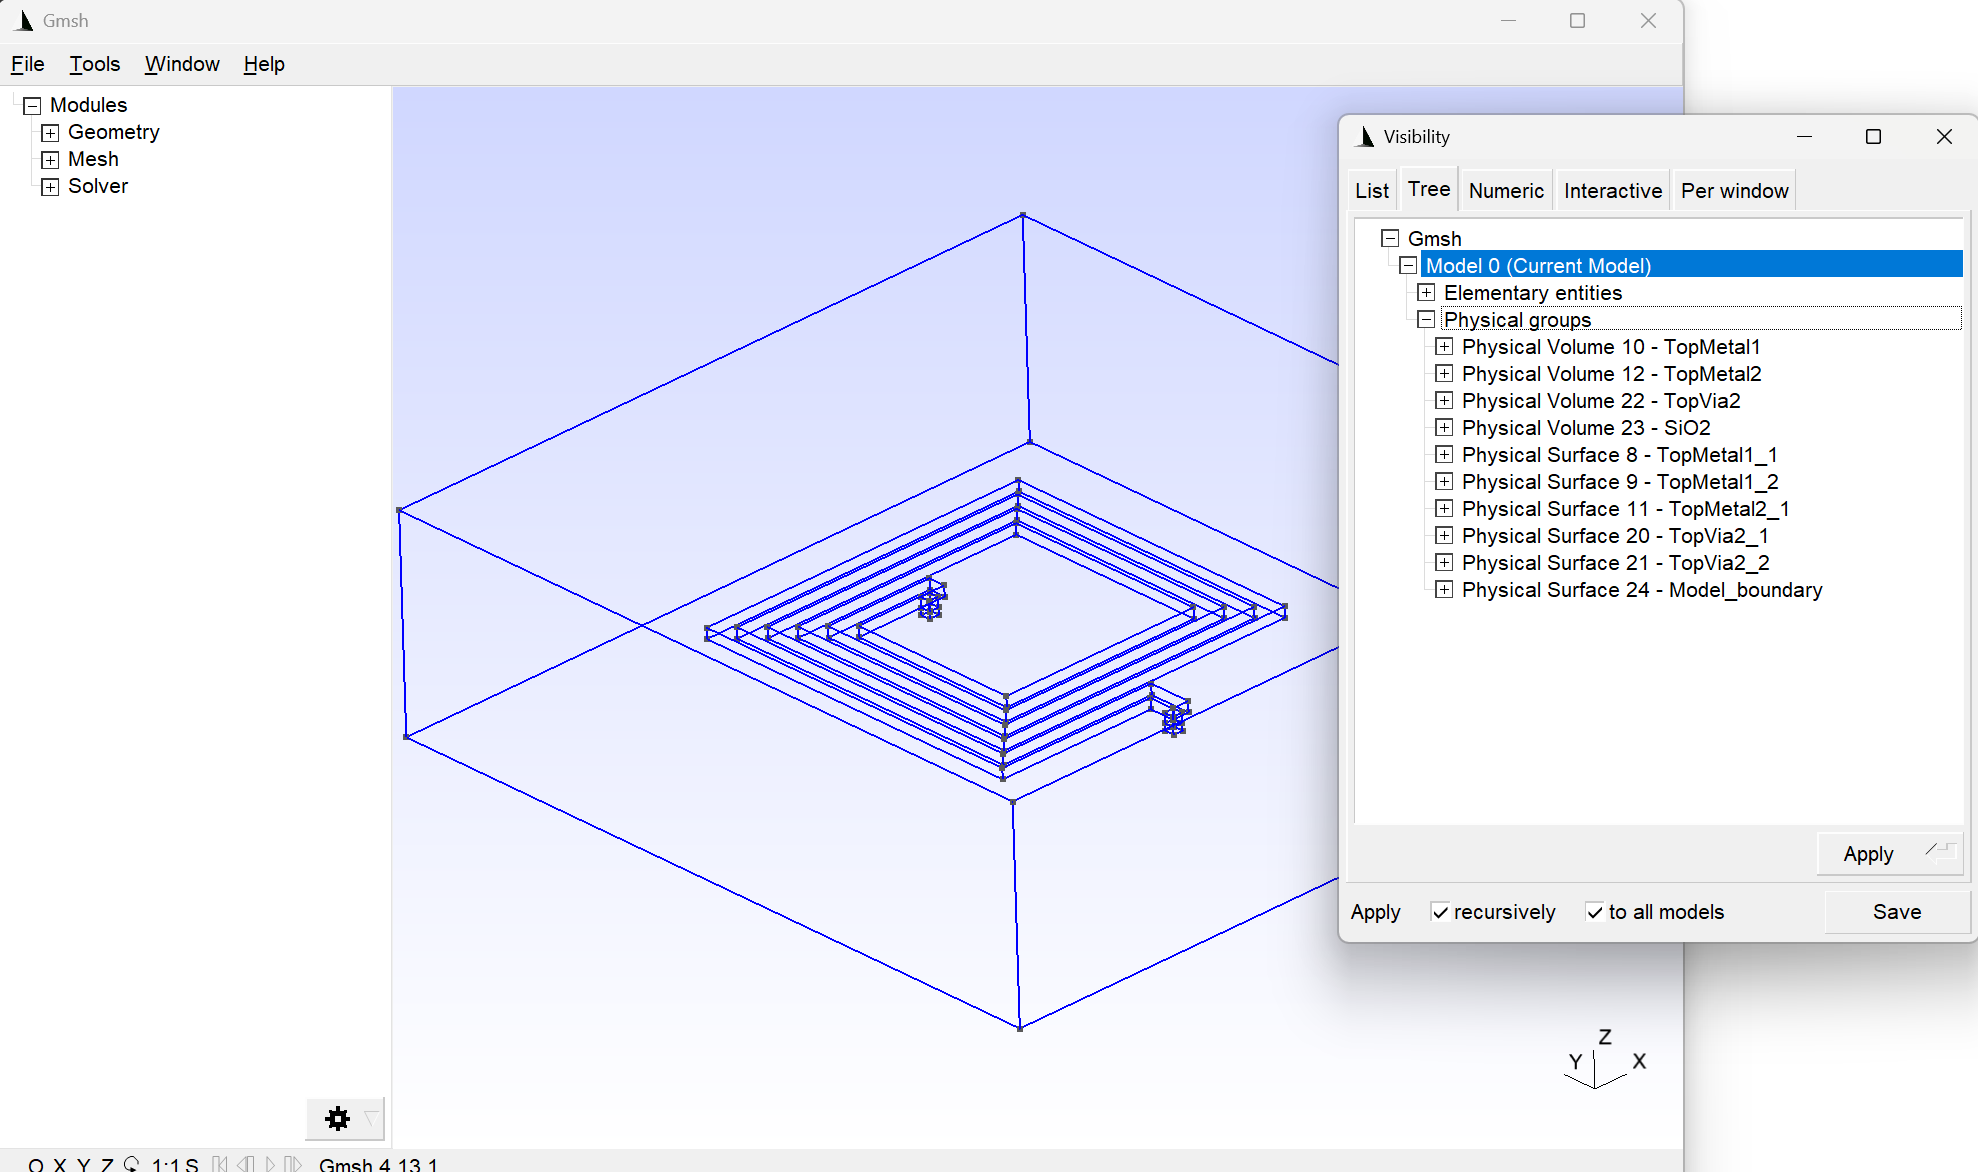 Gmsh
File Tools Window Help
Modules
Geometry
Mesh
Solver
Visibility
List Tree Numeric Interactive Per window
Gmsh
Model 0 (Current Model)
Elementary entities
Physical groups
Physical Volume 10 - TopMetal1
Physical Volume 12 - TopMetal2
Physical Volume 22 - TopVia2
Physical Volume 23 - SiO2
Physical Surface 8 - TopMetal1_1
Physical Surface 9 - TopMetal1_2
Physical Surface 11 - TopMetal2_1
Physical Surface 20 - TopVia2_1
Physical Surface 21 - TopVia2_2
Physical Surface 24 - Model_boundary
Apply
Apply recursively to all models Save
Z
Y X
O X Y Z 1:1 S Gmsh 4.13.1